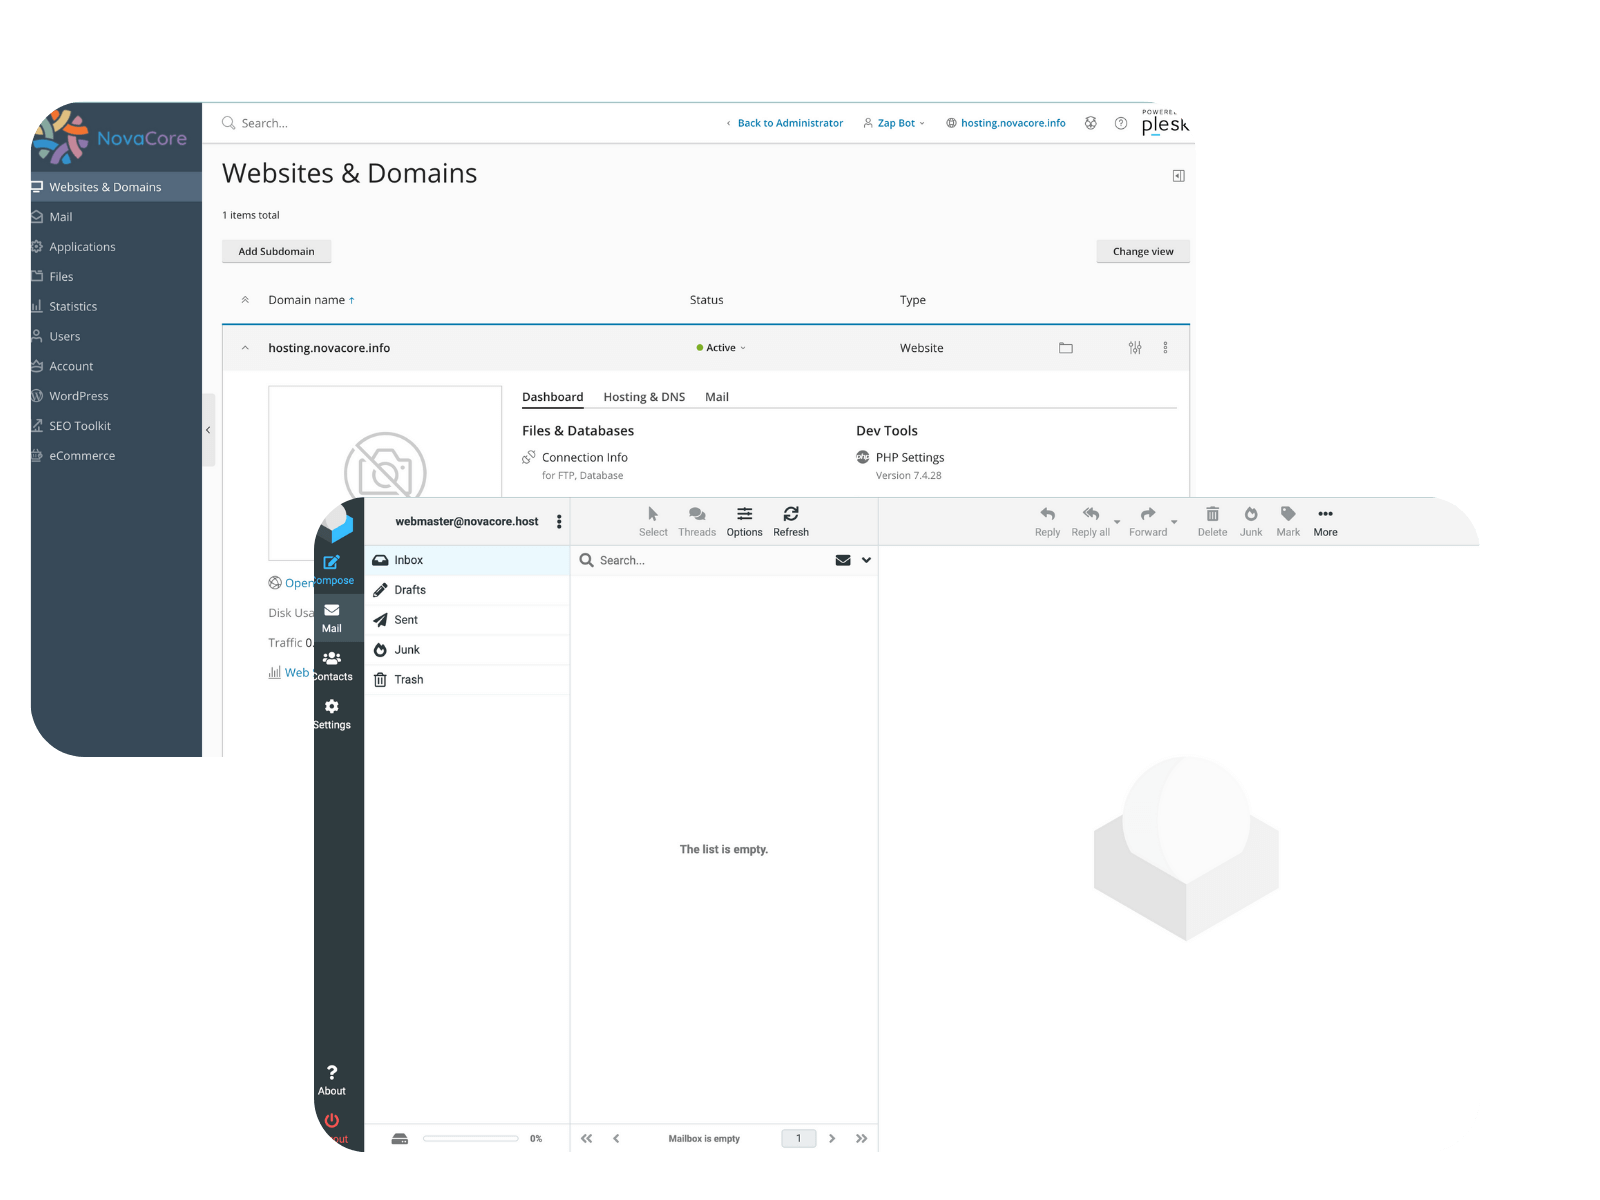 NovaCore
Search...
Back to Administrator
Zap Bot
hosting.novacore.info
POWERE
plesk
Websites & Domains
Mail
Applications
Files
Statistics
Users
Account
WordPress
SEO Toolkit
eCommerce
Websites & Domains
1 items total
Add Subdomain
Change view
Domain name ↑
Status
Type
hosting.novacore.info
Active
Website
Dashboard
Hosting & DNS
Mail
Files & Databases
Dev Tools
Connection Info
for FTP, Database
php
PHP Settings
Version 7.4.28
Open
Disk Usa
Traffic 0.
Web
ompose
Mail
Contacts
Settings
About
out
webmaster@novacore.host
Inbox
Drafts
Sent
Junk
Trash
0%
Select
Threads
Options
Refresh
Search...
The list is empty.
Mailbox is empty
1
Reply
Reply all
Forward
Delete
Junk
Mark
More